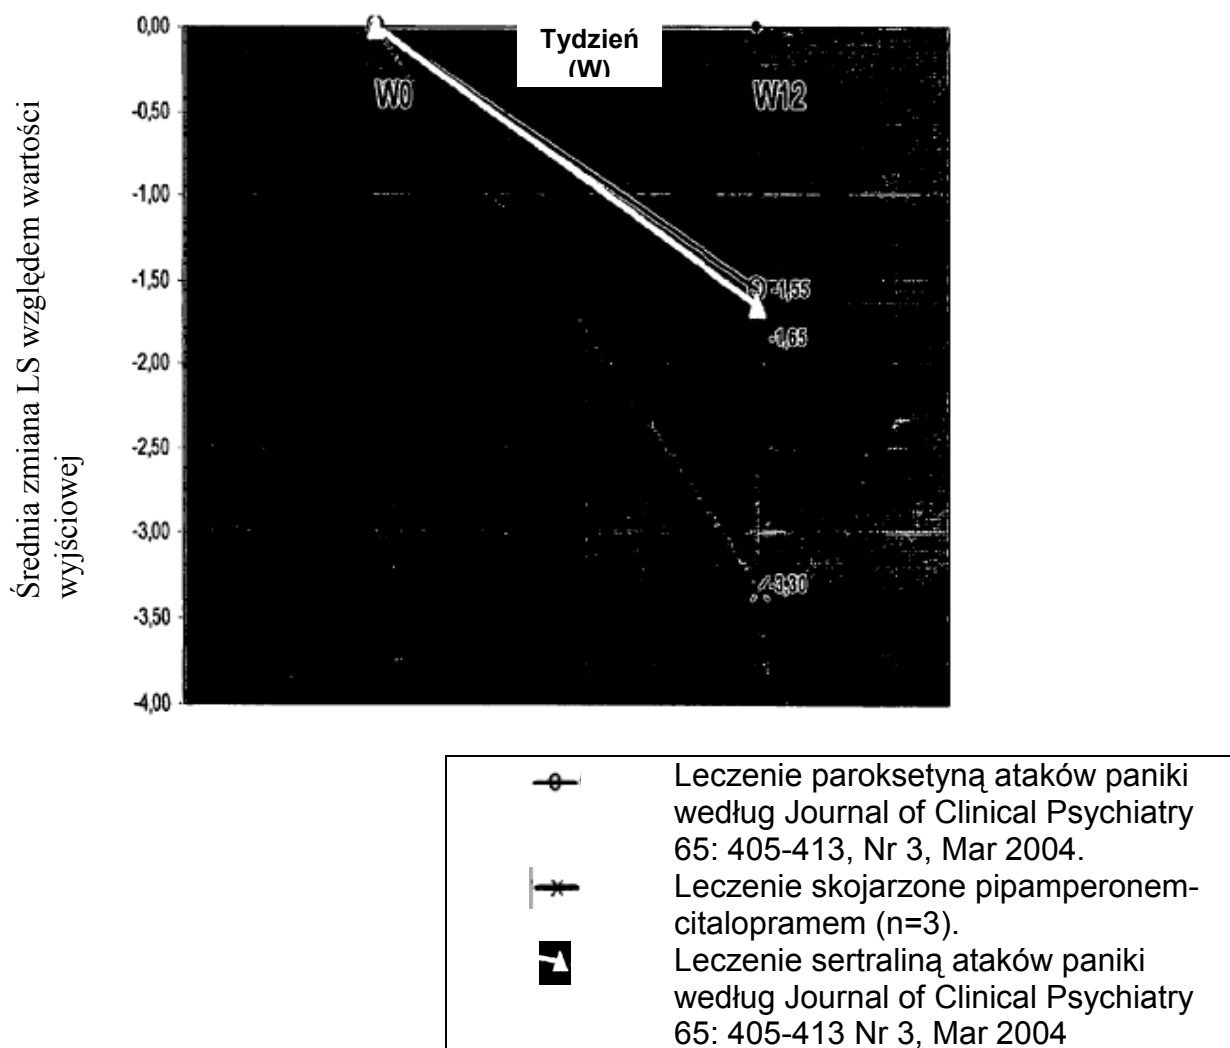 0,00
-0,50
-1,00
-1,50
-2,00
-2,50
-3,00
-3,50
-4,00
Średnia zmiana LS względem wartości
wyjściowej
Tydzień
(W)
W0
W12
-1,55
-1,65
-3,30
Leczenie paroksetyną ataków paniki
według Journal of Clinical Psychiatry
65: 405-413, Nr 3, Mar 2004.
Leczenie skojarzone pipamperonem-
citalopramem (n=3).
Leczenie sertraliną ataków paniki
według Journal of Clinical Psychiatry
65: 405-413 Nr 3, Mar 2004